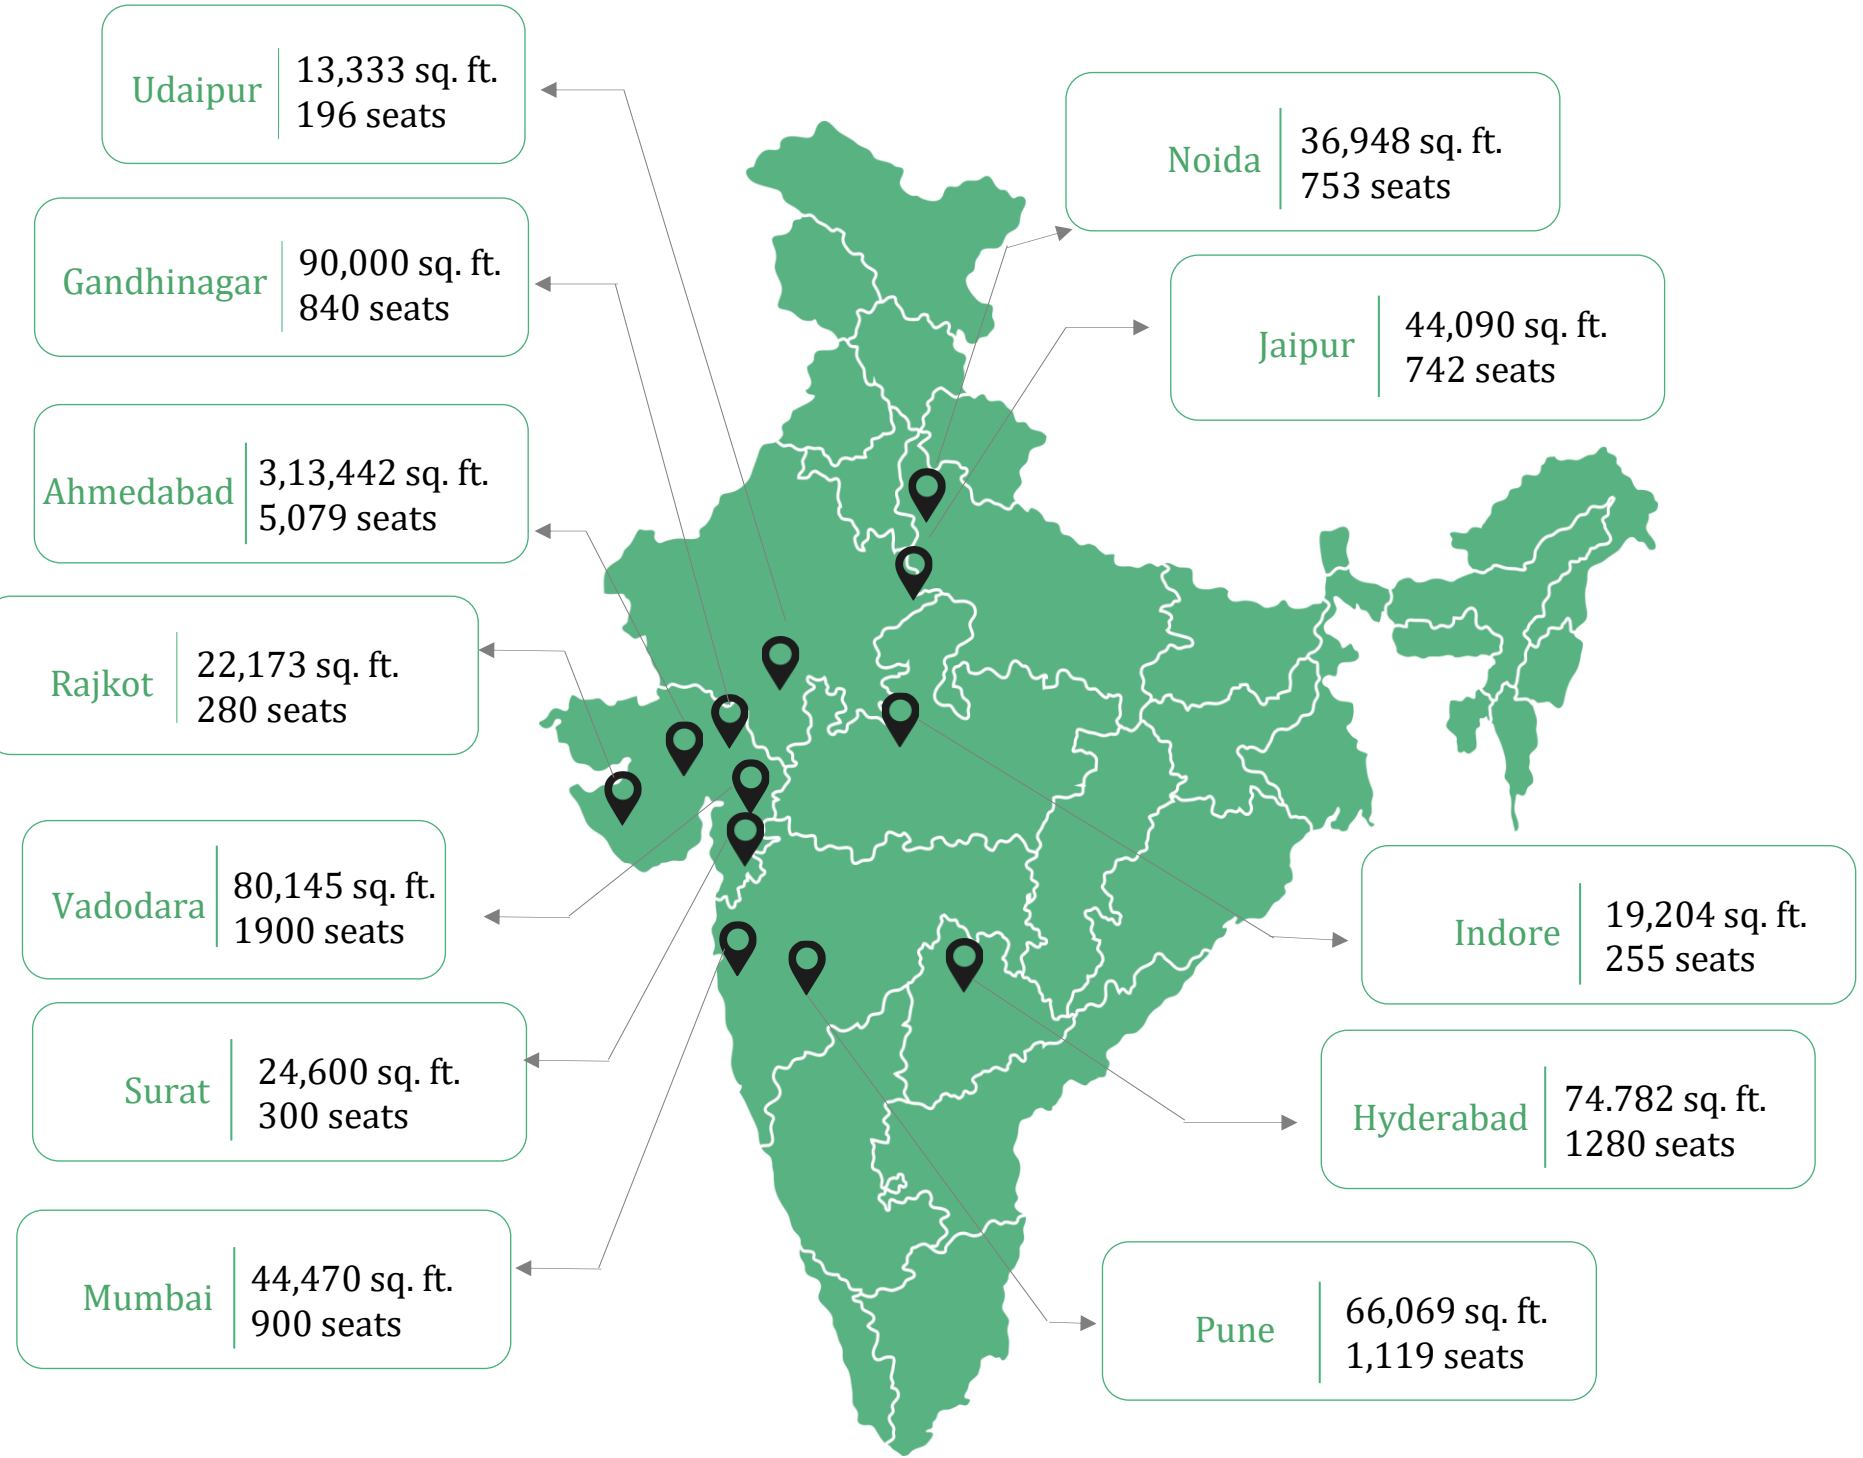 Udaipur
13,333 sq. ft.
196 seats
Gandhinagar
90,000 sq. ft.
840 seats
Ahmedabad
3,13,442 sq. ft.
5,079 seats
Rajkot
22,173 sq. ft.
280 seats
Vadodara
80,145 sq. ft.
1900 seats
Surat
24,600 sq. ft.
300 seats
Mumbai
44,470 sq. ft.
900 seats
Noida
36,948 sq. ft.
753 seats
Jaipur
44,090 sq. ft.
742 seats
Indore
19,204 sq. ft.
255 seats
Hyderabad
74.782 sq. ft.
1280 seats
Pune
66,069 sq. ft.
1,119 seats